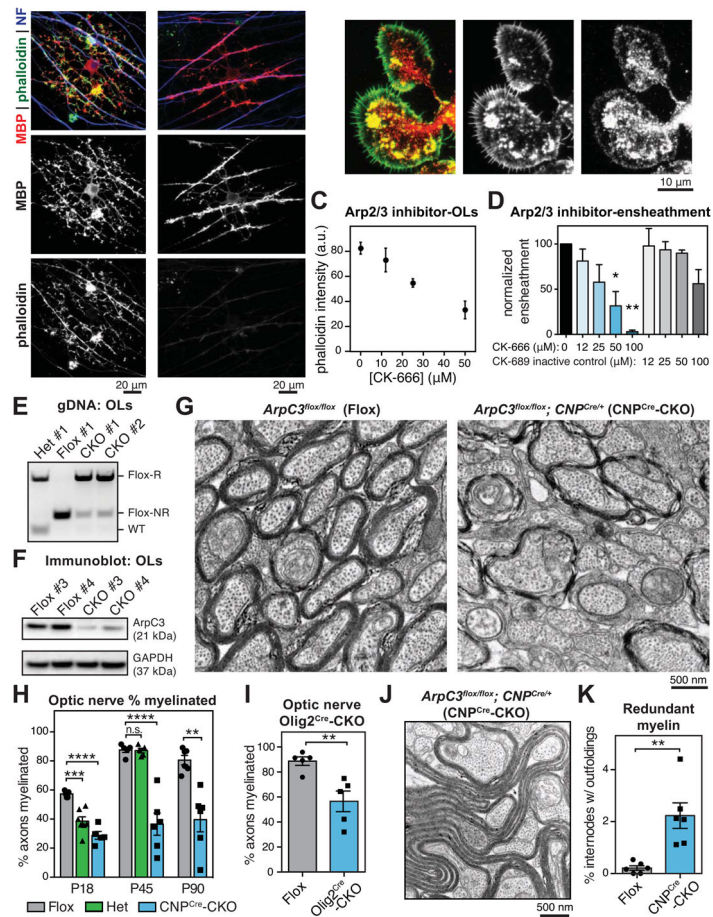 MBP | phalloidin | NF
MBP
phalloidin
20 µm
20 µm
10 µm
C
Arp2/3 inhibitor-OLs
phalloidin intensity (a.u.)
100
80
60
40
20
0
0 10 20 30 40 50
[CK-666] (µM)
D
Arp2/3 inhibitor-ensheathment
normalized
ensheathment
100
50
0
*
**
CK-666 (µM): 0 12 25 50 100
CK-689 inactive control (µM): 12 25 50 100
E
gDNA: OLs
Het #1
Flox #1
CKO #1
CKO #2
Flox-R
Flox-NR
WT
F
Immunoblot: OLs
Flox #3
Flox #4
CKO #3
CKO #4
ArpC3
(21 kDa)
GAPDH
(37 kDa)
G
ArpC3flox/flox (Flox)
ArpC3flox/flox; CNPCre/+ (CNPCre-CKO)
500 nm
H
Optic nerve % myelinated
% axons myelinated
100
80
60
40
20
0
****
***
****
n.s.
**
P18 P45 P90
Flox Het CNPCre-CKO
I
Optic nerve
Olig2Cre-CKO
% axons myelinated
100
80
60
40
20
0
**
Flox
Olig2Cre
-CKO
J
ArpC3flox/flox; CNPCre/+
(CNPCre-CKO)
500 nm
K
Redundant
myelin
% internodes w/ outfoldings
4
2
0
**
Flox
CNPCre
-CKO